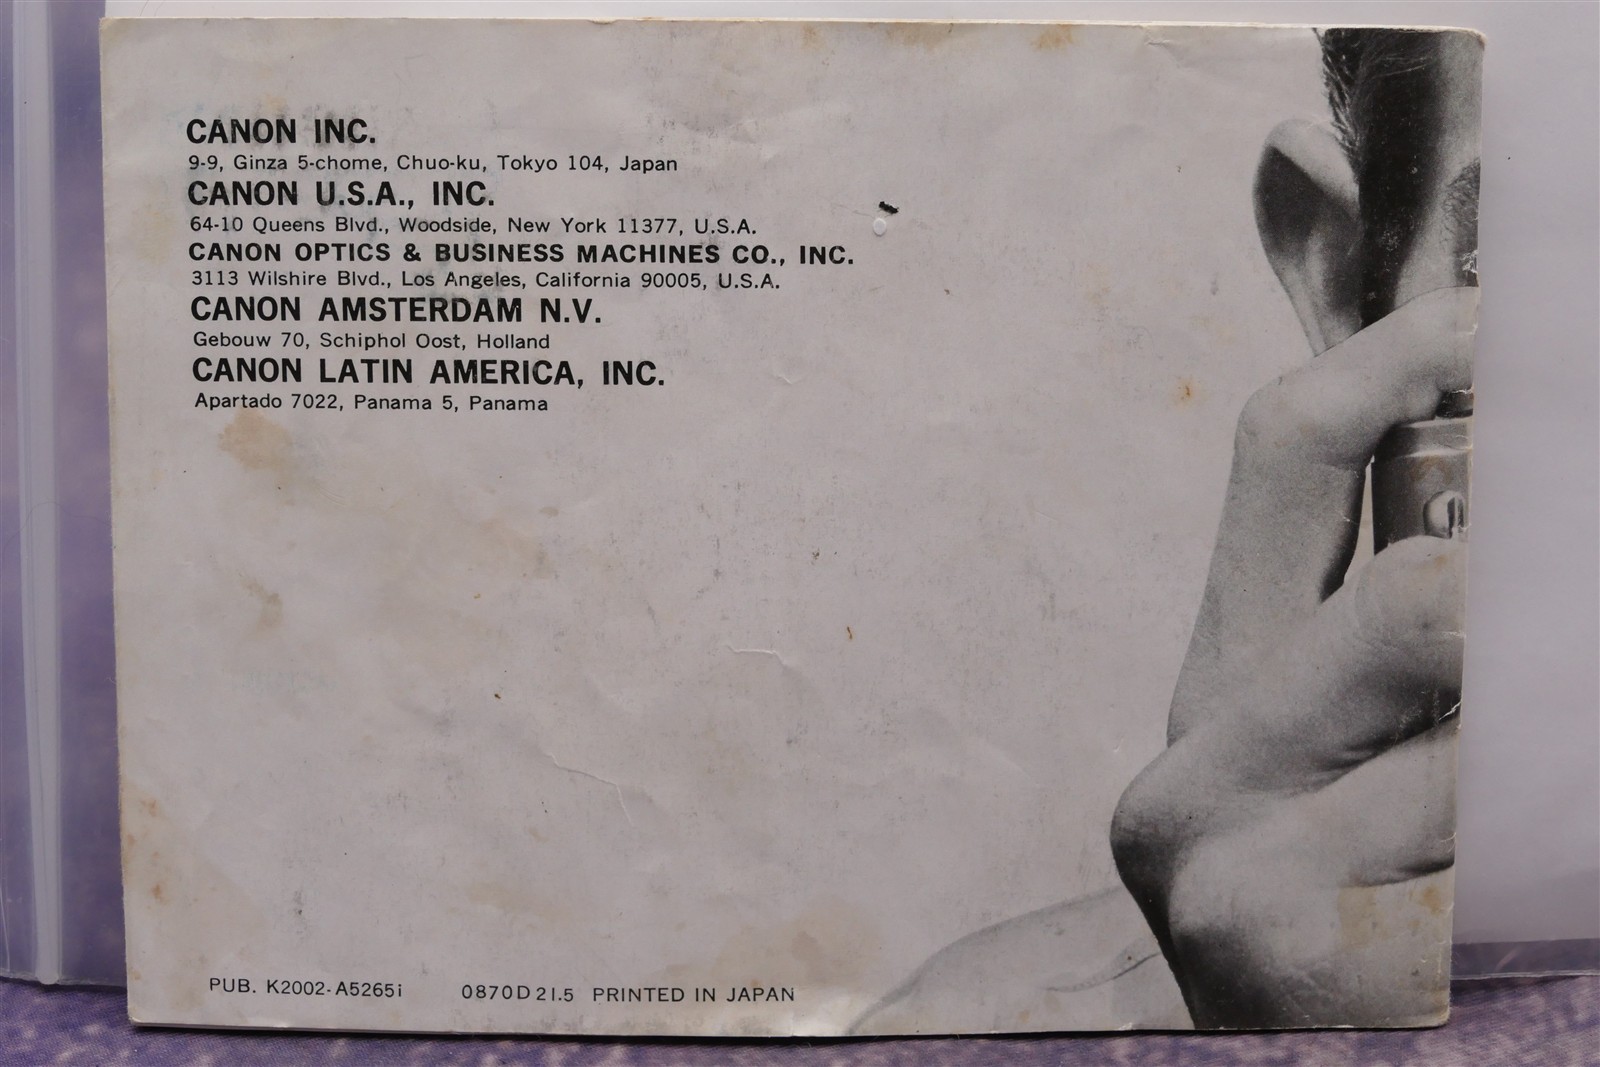 CANON INC.
9-9, Ginza 5-chome, Chuo-ku, Tokyo 104, Japan
CANON U.S.A., INC.
64-10 Queens Blvd., Woodside, New York 11377, U.S.A.
CANON OPTICS & BUSINESS MACHINES CO., INC.
3113 Wilshire Blvd., Los Angeles, California 90005, U.S.A.
CANON AMSTERDAM N.V.
Gebouw 70, Schiphol Oost, Holland
CANON LATIN AMERICA, INC.
Apartado 7022, Panama 5, Panama
PUB. K2002-A5265i 0870D21.5 PRINTED IN JAPAN